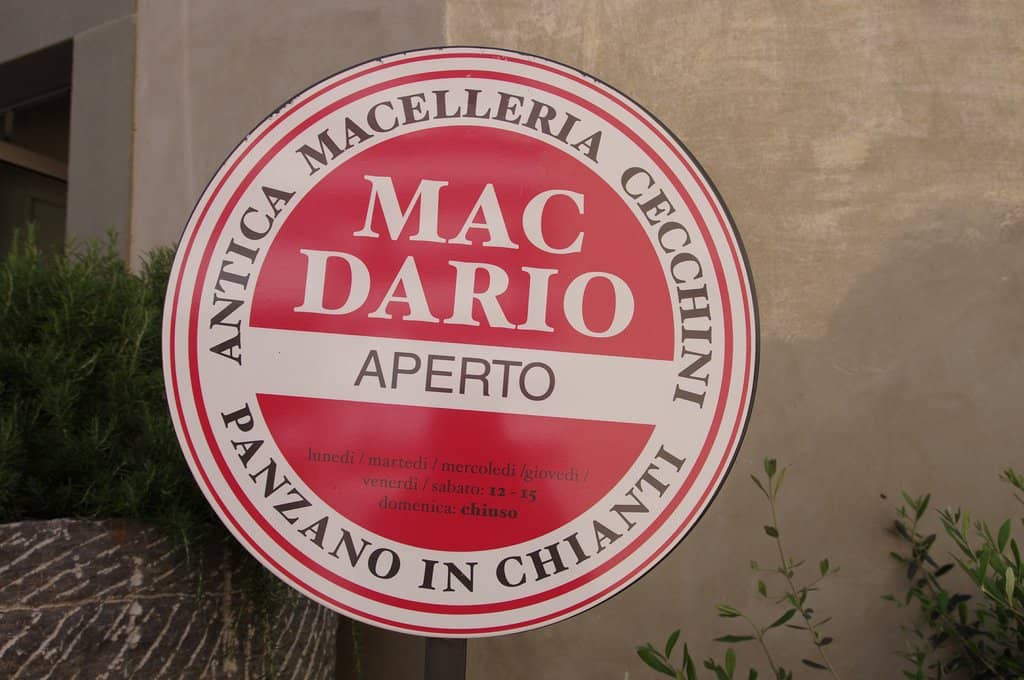 ANTICA MACELLERIA CECCHINI
MAC
DARIO
APERTO
lunedì / martedì / mercoledì /giovedì /
venerdì / sabato: 12 - 15
domenica: chiuso
PANZANO IN CHIANTI